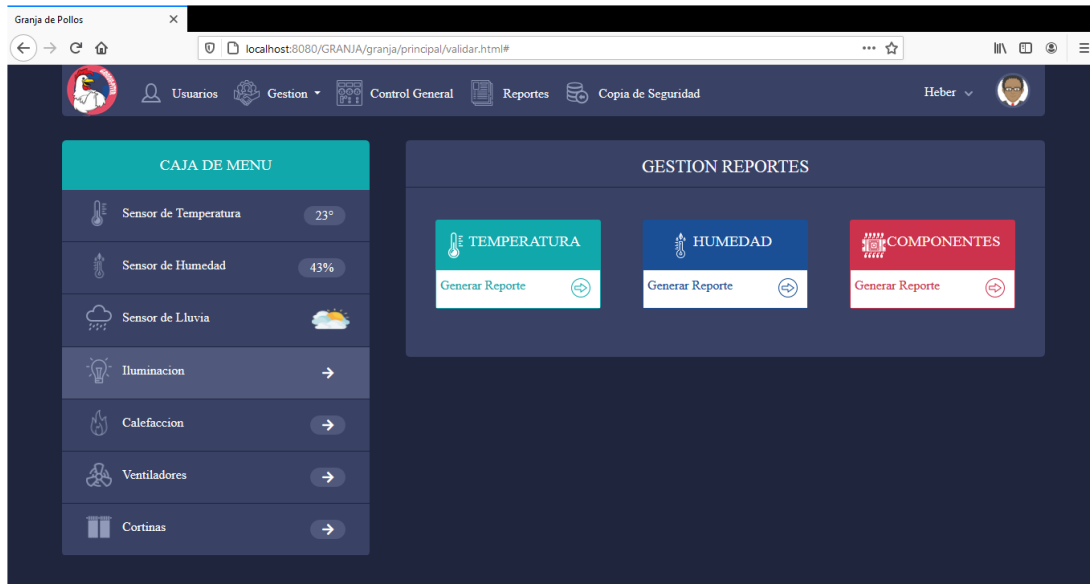 Granja de Pollos
localhost:8080/GRANJA/granja/principal/validar.html#
Usuarios Gestion Control General Reportes Copia de Seguridad Heber
CAJA DE MENU
Sensor de Temperatura 23°
Sensor de Humedad 43%
Sensor de Lluvia
Iluminacion
Calefaccion
Ventiladores
Cortinas
GESTION REPORTES
TEMPERATURA
Generar Reporte
HUMEDAD
Generar Reporte
COMPONENTES
Generar Reporte